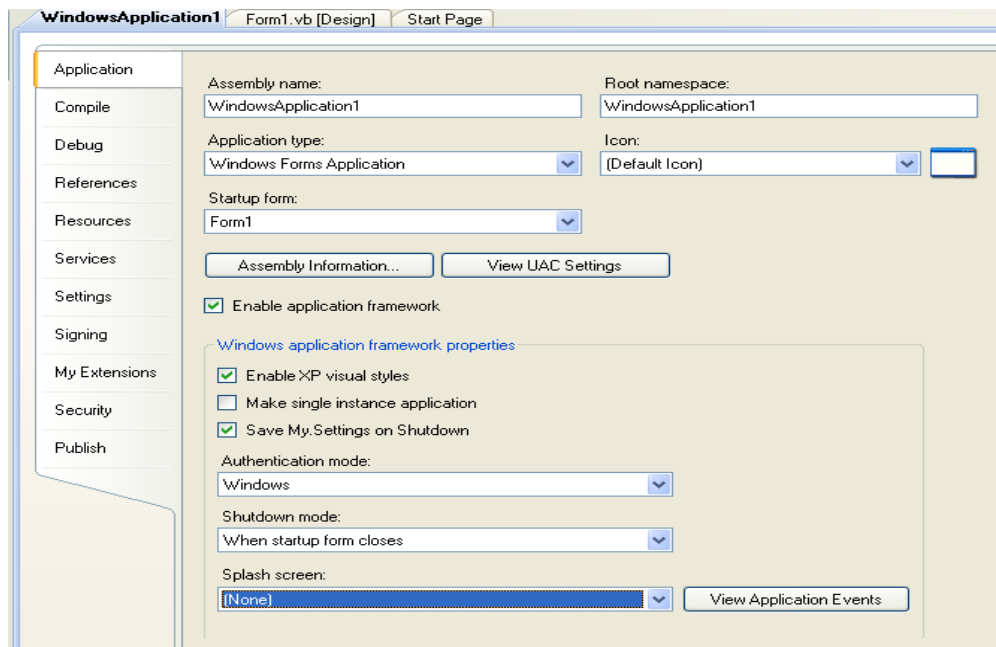 WindowsApplication1 Form1.vb [Design] Start Page
Application
Compile
Debug
References
Resources
Services
Settings
Signing
My Extensions
Security
Publish
Assembly name: Root namespace:
WindowsApplication1 WindowsApplication1
Application type: Icon:
Windows Forms Application (Default Icon)
Startup form:
Form1
Assembly Information... View UAC Settings
Enable application framework
Windows application framework properties
Enable XP visual styles
Make single instance application
Save My.Settings on Shutdown
Authentication mode:
Windows
Shutdown mode:
When startup form closes
Splash screen:
(None) View Application Events